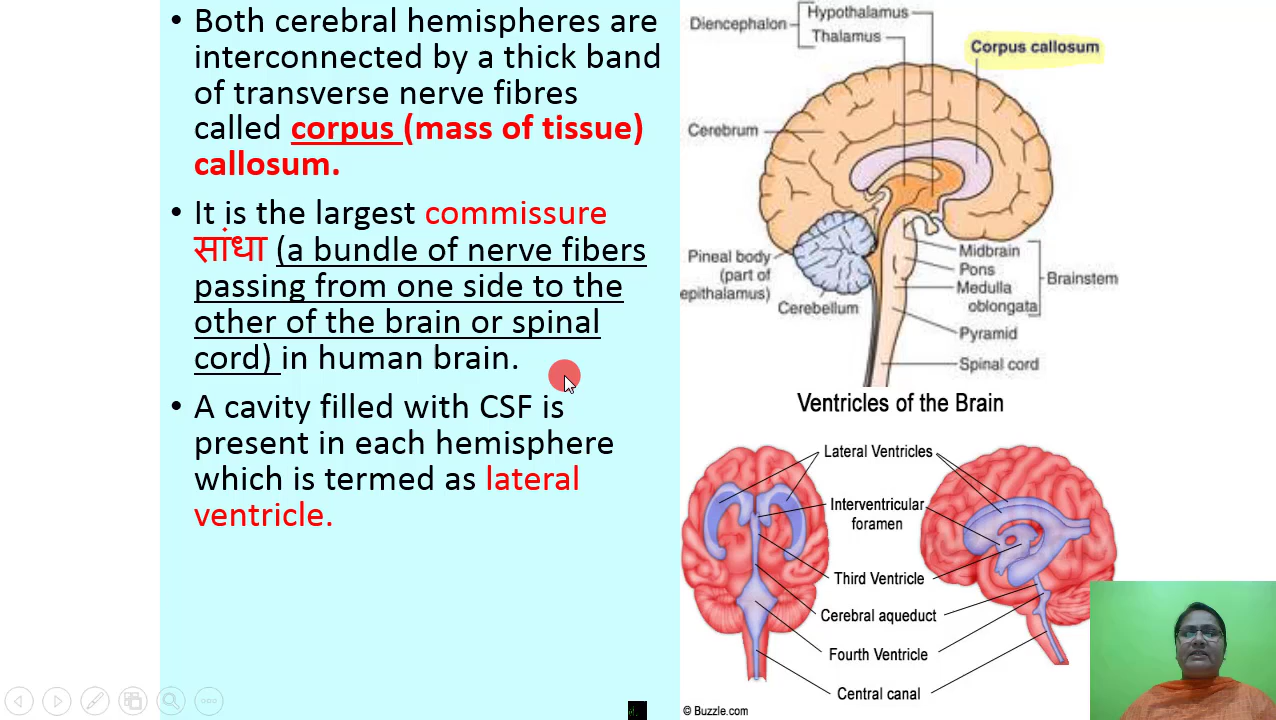 • Both cerebral hemispheres are
interconnected by a thick band
of transverse nerve fibres
called corpus (mass of tissue)
callosum.
• It is the largest commissure
सांधा (a bundle of nerve fibers
passing from one side to the
other of the brain or spinal
cord) in human brain.
• A cavity filled with CSF is
present in each hemisphere
which is termed as lateral
ventricle.
Hypothalamus
Diencephalon
Thalamus
Corpus callosum
Cerebrum
Pineal body
(part of
epithalamus)
Cerebellum
Midbrain
Pons
Medulla
oblongata
Brainstem
Pyramid
Spinal cord
Ventricles of the Brain
Lateral Ventricles
Interventricular
foramen
Third Ventricle
Cerebral aqueduct
Fourth Ventricle
Central canal
© Buzzle.com